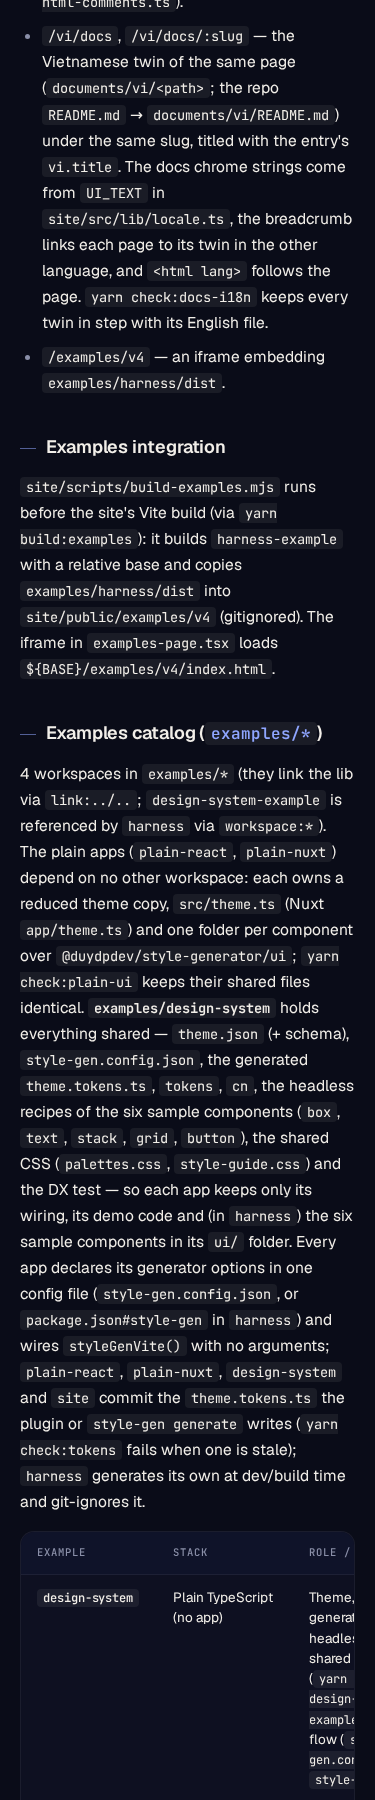 html-comments.ts ).
/vi/docs , /vi/docs/:slug — the
Vietnamese twin of the same page
( documents/vi/<path> ; the repo
README.md → documents/vi/README.md )
under the same slug, titled with the entry's
vi.title . The docs chrome strings come
from UI_TEXT in
site/src/lib/locale.ts , the breadcrumb
links each page to its twin in the other
language, and <html lang> follows the
page. yarn check:docs-i18n keeps every
twin in step with its English file.
/examples/v4 — an iframe embedding
examples/harness/dist .
— Examples integration
site/scripts/build-examples.mjs runs
before the site's Vite build (via yarn
build:examples ): it builds harness-example
with a relative base and copies
examples/harness/dist into
site/public/examples/v4 (gitignored). The
iframe in examples-page.tsx loads
${BASE}/examples/v4/index.html .
— Examples catalog ( examples/* )
4 workspaces in examples/* (they link the lib
via link:../.. ; design-system-example is
referenced by harness via workspace:* ).
The plain apps ( plain-react , plain-nuxt )
depend on no other workspace: each owns a
reduced theme copy, src/theme.ts (Nuxt
app/theme.ts ) and one folder per component
over @duydpdev/style-generator/ui ; yarn
check:plain-ui keeps their shared files
identical. examples/design-system holds
everything shared — theme.json (+ schema),
style-gen.config.json , the generated
theme.tokens.ts , tokens , cn , the headless
recipes of the six sample components ( box ,
text , stack , grid , button ), the shared
CSS ( palettes.css , style-guide.css ) and
the DX test — so each app keeps only its
wiring, its demo code and (in harness ) the six
sample components in its ui/ folder. Every
app declares its generator options in one
config file ( style-gen.config.json , or
package.json#style-gen in harness ) and
wires styleGenVite() with no arguments;
plain-react , plain-nuxt , design-system
and site commit the theme.tokens.ts the
plugin or style-gen generate writes ( yarn
check:tokens fails when one is stale);
harness generates its own at dev/build time
and git-ignores it.
EXAMPLE STACK ROLE /
design-system Plain TypeScript Theme,
(no app) generat
headles
shared
( yarn
design-
example
flow ( s
gen.con
style-